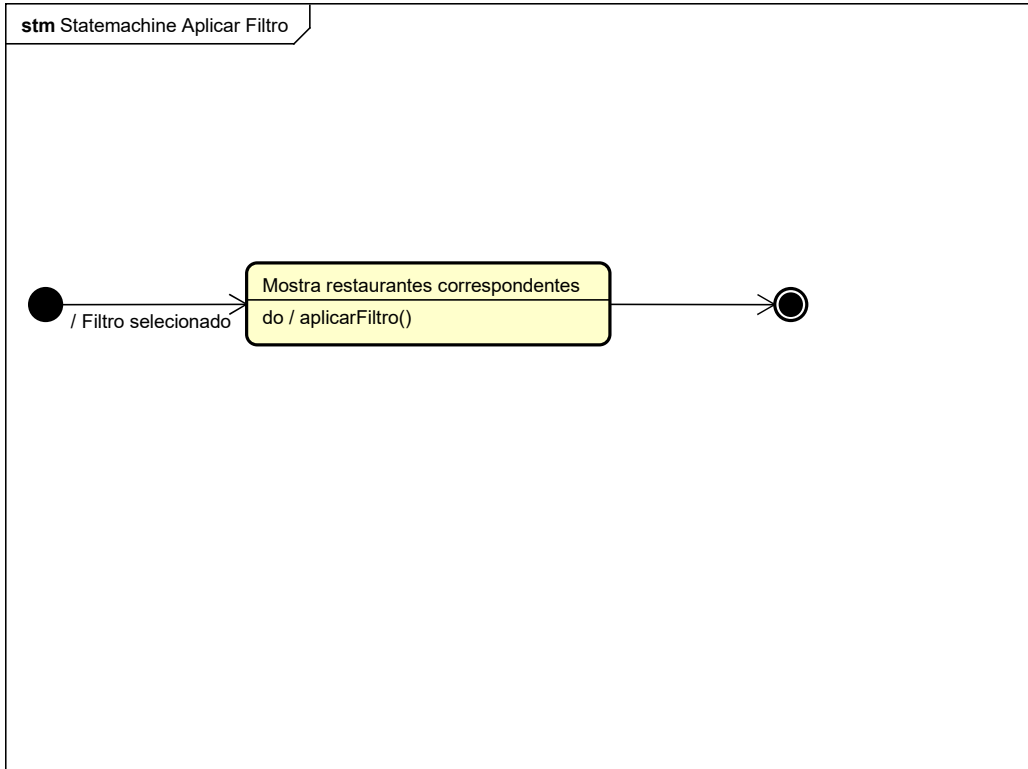 stm Statemachine Aplicar Filtro
Mostra restaurantes correspondentes
/ Filtro selecionado
do / aplicarFiltro()